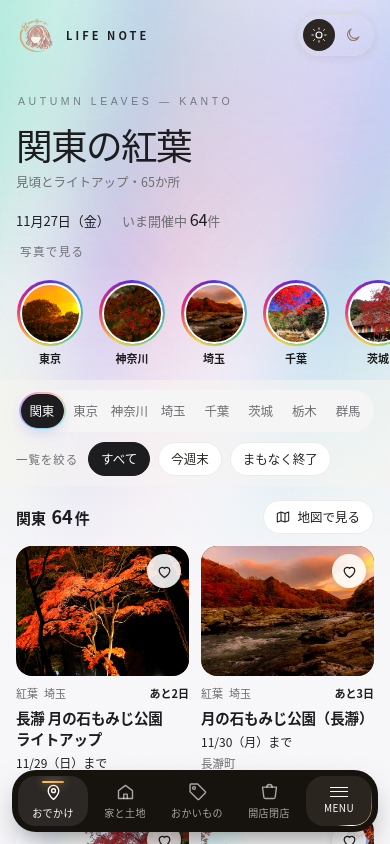 LIFE NOTE
AUTUMN LEAVES — KANTO
関東の紅葉
見頃とライトアップ・65か所
11月27日（金） いま開催中 64件
写真で見る
東京 神奈川 埼玉 千葉 茨城
関東 東京 神奈川 埼玉 千葉 茨城 栃木 群馬
一覧を絞る すべて 今週末 まもなく終了
関東 64件 地図で見る
紅葉 埼玉 あと2日
長瀞 月の石もみじ公園
ライトアップ
11/29（日）まで
紅葉 埼玉 あと3日
月の石もみじ公園（長瀞）
11/30（月）まで
長瀞町
おでかけ 家と土地 おかいもの 開店閉店 MENU